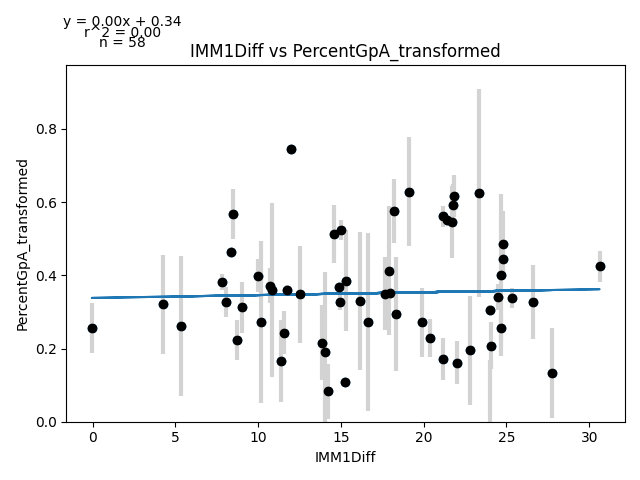 y = 0.00x + 0.34
r^2 = 0.00
n = 58
IMM1Diff vs PercentGpA_transformed
PercentGpA_transformed
0.8
0.6
0.4
0.2
0.0
0 5 10 15 20 25 30
IMM1Diff